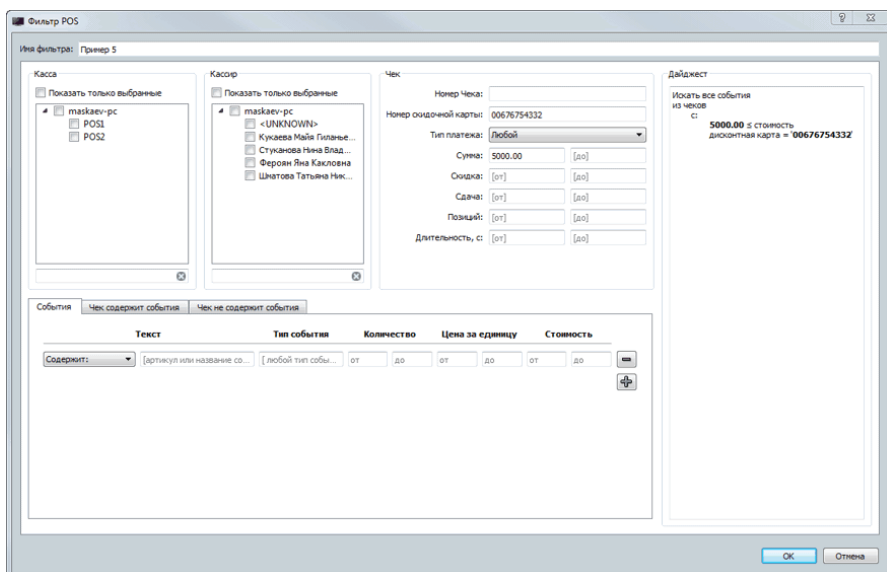 Фильтр POS
Имя фильтра: Пример 5
Касса
Показать только выбранные
maskaev-pc
POS1
POS2
Кассир
Показать только выбранные
maskaev-pc
<UNKNOWN>
Кукаева Майя Гиланье...
Стуканова Нина Влад...
Фероян Яна Какловна
Шнатова Татьяна Ник...
Чек
Номер Чека:
Номер скидочной карты: 00676754332
Тип платежа: Любой
Сумма: 5000.00 [до]
Скидка: [от] [до]
Сдача: [от] [до]
Позиций: [от] [до]
Длительность, с: [от] [до]
Дайджест
Искать все события
из чеков
с:
5000.00 ≤ стоимость
дисконтная карта = '00676754332'
События Чек содержит события Чек не содержит события
Текст Тип события Количество Цена за единицу Стоимость
Содержит: [артикул или название со... [ любой тип собы... от до от до от до
OK Отмена